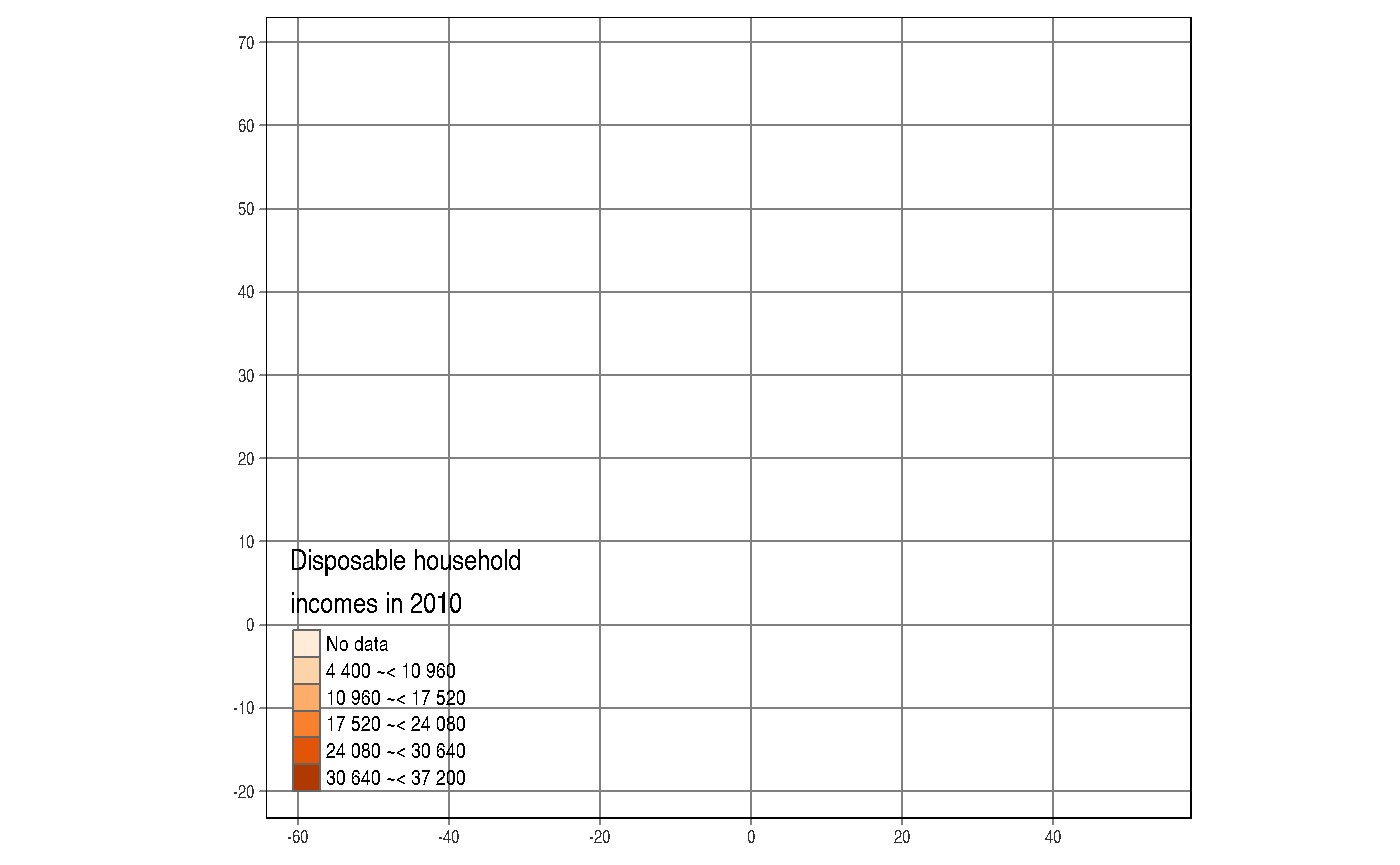 70
60
50
40
30
20
10
Disposable household
incomes in 2010
0
No data
4 400 ~< 10 960
10 960 ~< 17 520
-10
17 520 ~< 24 080
24 080 ~< 30 640
30 640 ~< 37 200
-20
-60 -40 -20 0 20 40